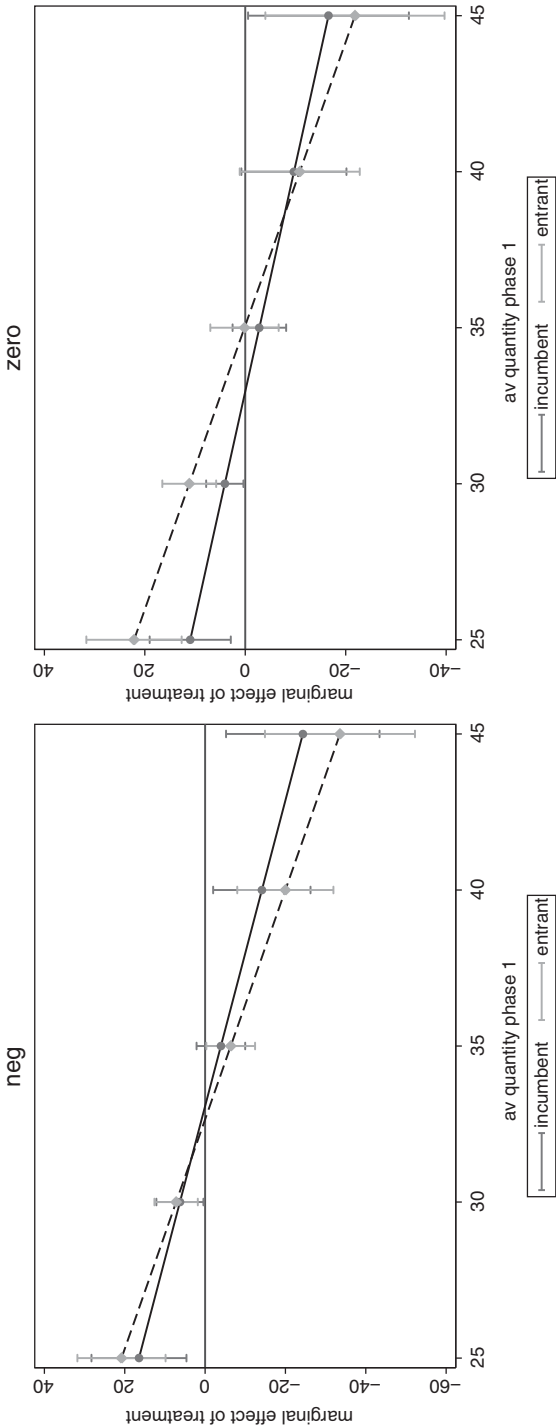 neg
marginal effect of treatment
40
20
0
−20
−40
−60
25
30
35
40
45
av quantity phase 1
incumbent
entrant
zero
marginal effect of treatment
40
20
0
−20
−40
25
30
35
40
45
av quantity phase 1
incumbent
entrant